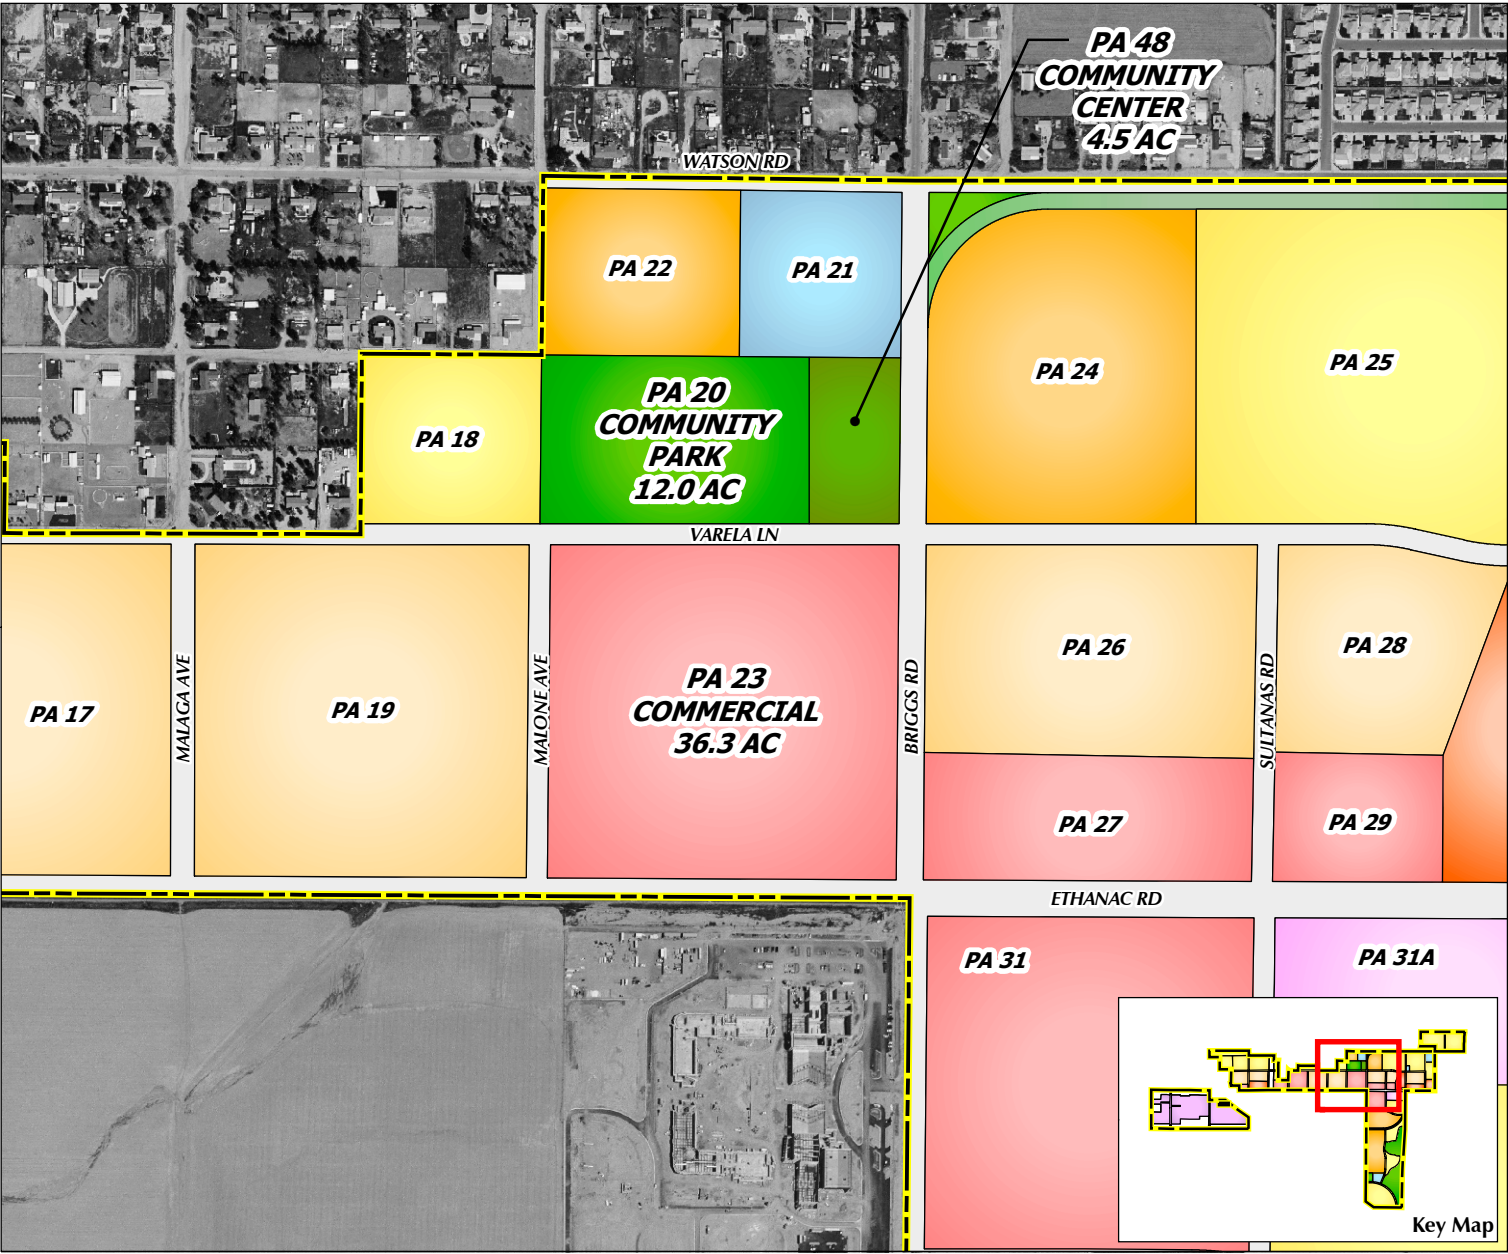 PA 48
COMMUNITY
CENTER
4.5 AC
WATSON RD
PA 22
PA 21
PA 24
PA 25
PA 18
PA 20
COMMUNITY
PARK
12.0 AC
VARELA LN
PA 17
MALAGA AVE
PA 19
MALONE AVE
PA 23
COMMERCIAL
36.3 AC
BRIGGS RD
PA 26
SULTANAS RD
PA 28
PA 27
PA 29
ETHANAC RD
PA 31
PA 31A
Key Map